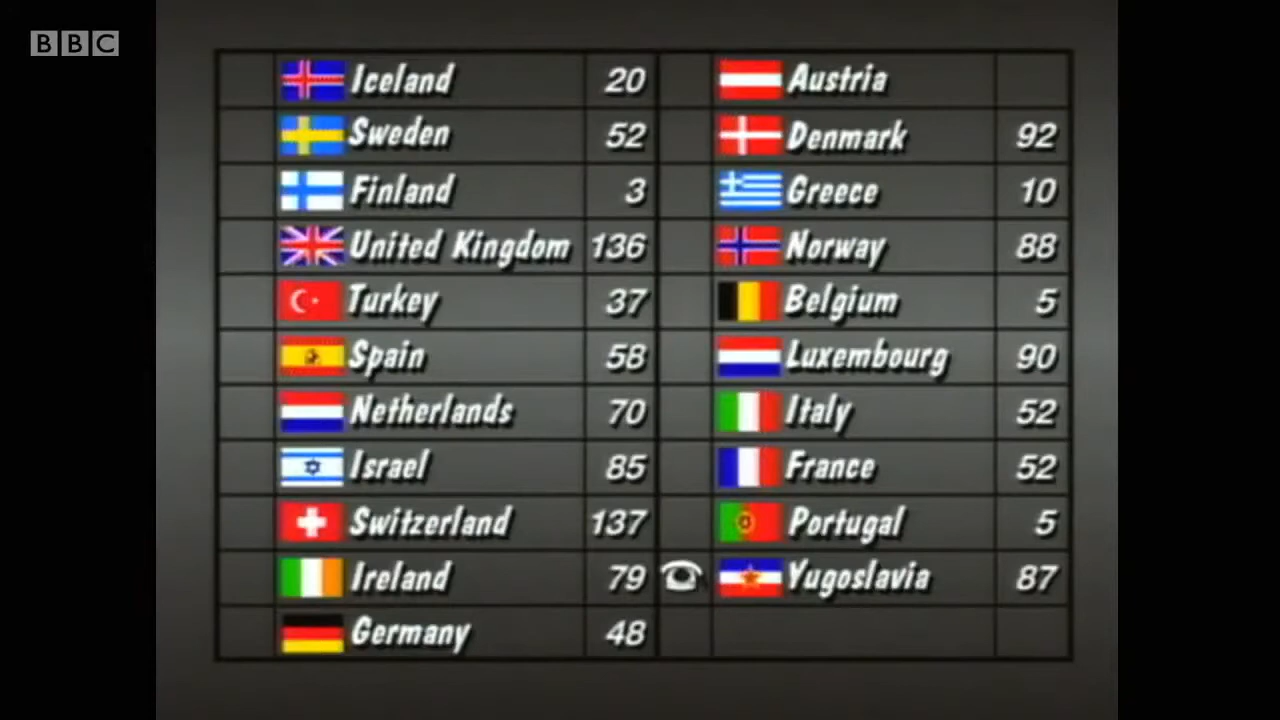 BBC
Iceland 20
Sweden 52
Finland 3
United Kingdom 136
Turkey 37
Spain 58
Netherlands 70
Israel 85
Switzerland 137
Ireland 79
Germany 48
Austria
Denmark 92
Greece 10
Norway 88
Belgium 5
Luxembourg 90
Italy 52
France 52
Portugal 5
Yugoslavia 87